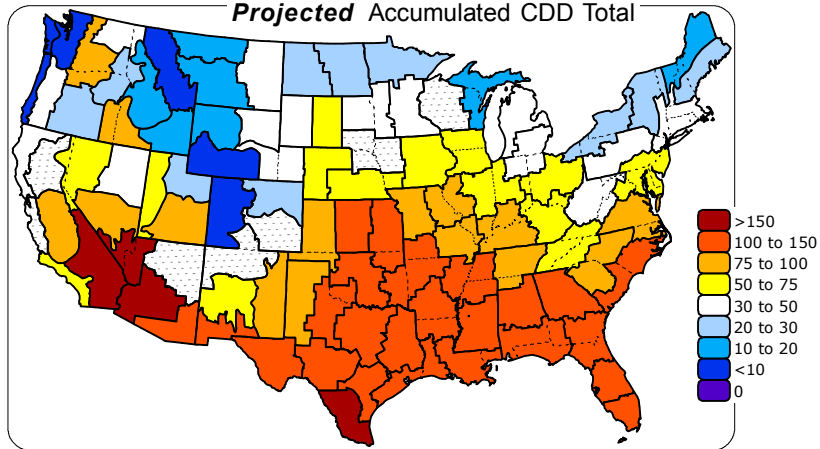 Projected Accumulated CDD Total
>150
100 to 150
75 to 100
50 to 75
30 to 50
20 to 30
10 to 20
<10
0